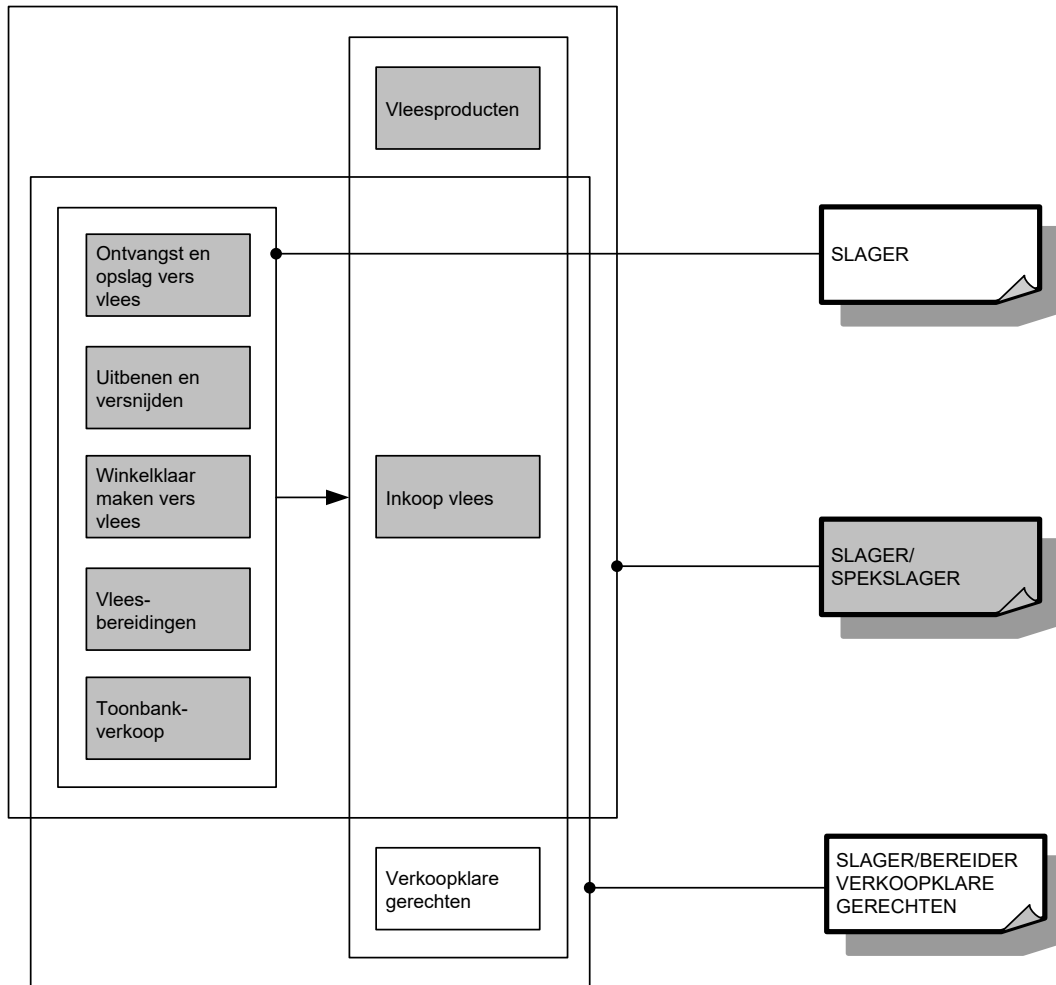 Vleesproducten
Ontvangst en
opslag vers
vlees
SLAGER
Uitbenen en
versnijden
Winkelklaar
maken vers
vlees
Inkoop vlees
SLAGER/
SPEKSLAGER
Vlees-
bereidingen
Toonbank-
verkoop
Verkoopklare
gerechten
SLAGER/BEREIDER
VERKOOPKLARE
GERECHTEN